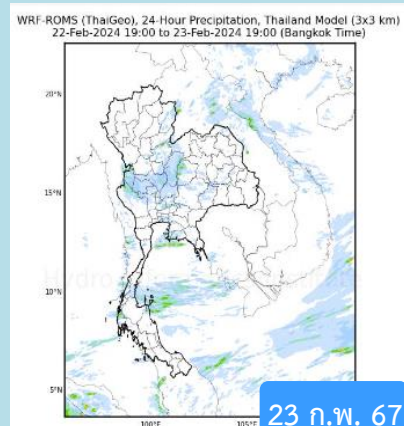 WRF-ROMS (ThaiGeo), 24-Hour Precipitation, Thailand Model (3x3 km)
22-Feb-2024 19:00 to 23-Feb-2024 19:00 (Bangkok Time)
20°N
15°N
10°N
5°N
100°E
105°E
23 ก.พ. 67